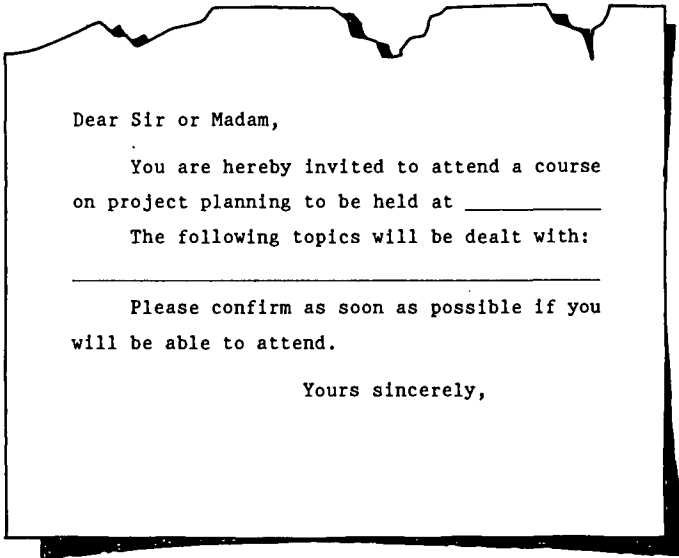 Dear Sir or Madam,
You are hereby invited to attend a course
on project planning to be held at ____________
The following topics will be dealt with:
______________________________________________
Please confirm as soon as possible if you
will be able to attend.
Yours sincerely,